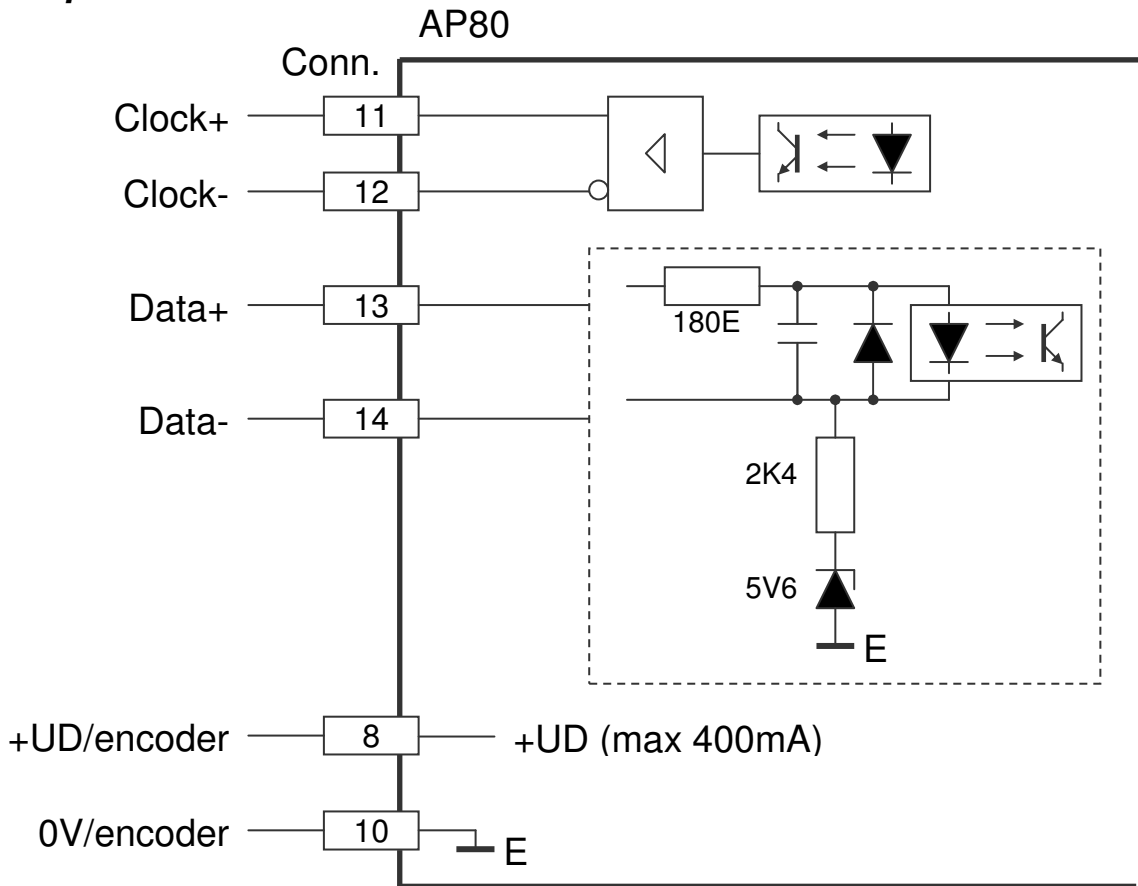 AP80
Conn.
Clock+ 11
Clock- 12
Data+ 13
180E
Data- 14
2K4
5V6
E
+UD/encoder 8 +UD (max 400mA)
0V/encoder 10 E